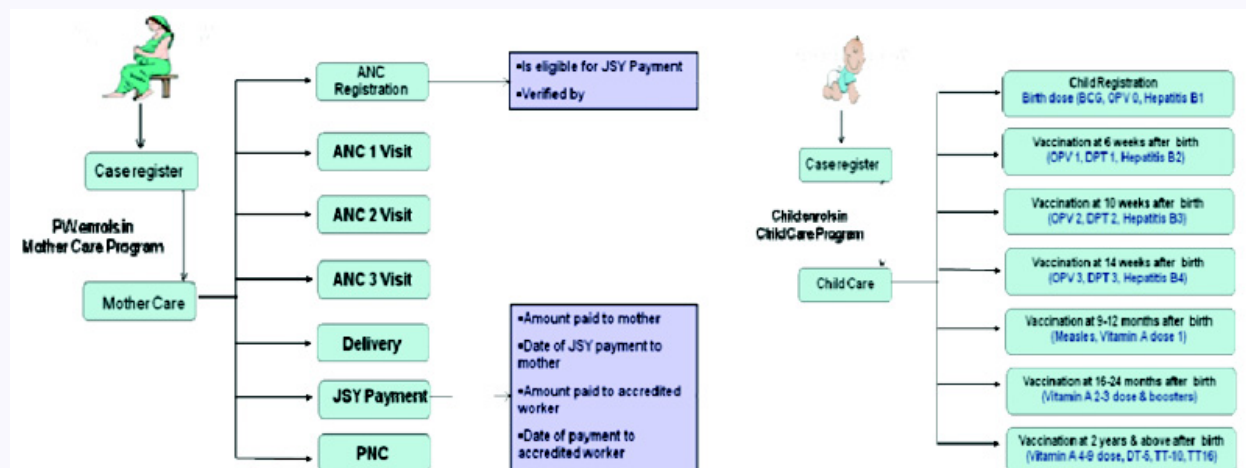 Case register
PW enrols in
Mother Care Program
Mother Care
ANC
Registration
ANC 1 Visit
ANC 2 Visit
ANC 3 Visit
Delivery
JSY Payment
PNC
▪Is eligible for JSY Payment
▪Verified by
▪Amount paid to mother
▪Date of JSY payment to
mother
▪Amount paid to accredited
worker
▪Date of payment to
accredited worker
Case register
Child enrols in
Child Care Program
Child Care
Child Registration
Birth dose (BCG, OPV 0, Hepatitis B1
Vaccination at 6 weeks after birth
(OPV 1, DPT 1, Hepatitis B2)
Vaccination at 10 weeks after birth
(OPV 2, DPT 2, Hepatitis B3)
Vaccination at 14 weeks after birth
(OPV 3, DPT 3, Hepatitis B4)
Vaccination at 9-12 months after birth
(Measles, Vitamin A dose 1)
Vaccination at 16-24 months after birth
(Vitamin A 2-3 dose & boosters)
Vaccination at 2 years & above after birth
(Vitamin A 4-9 dose, DT-5, TT-10, TT16)